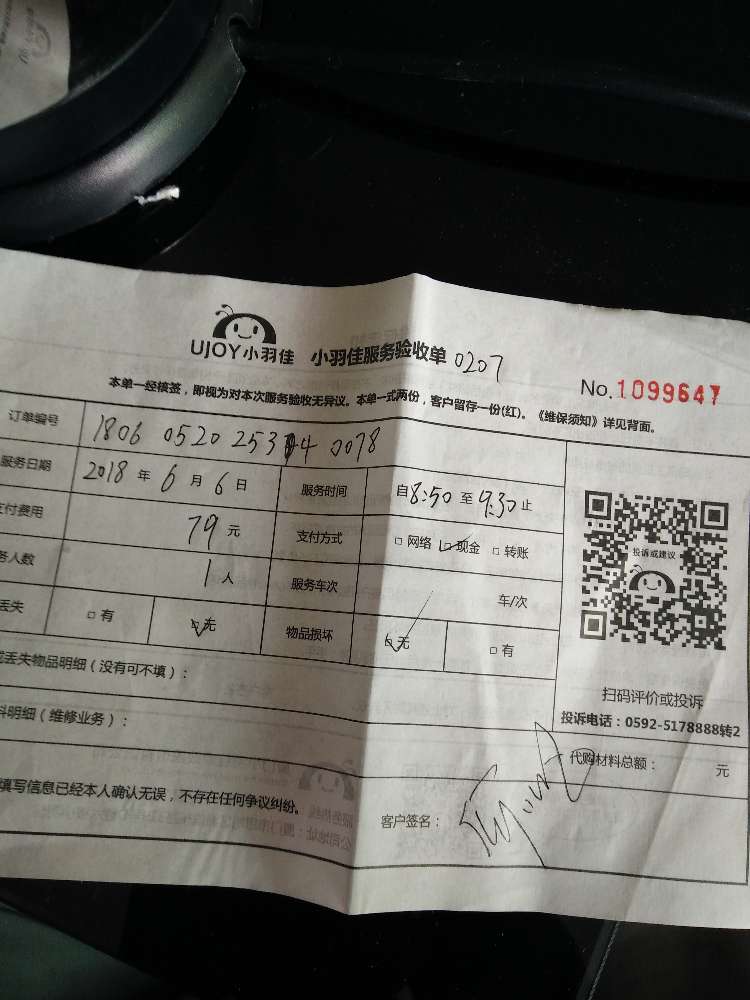 UJOY小羽佳 小羽佳服务验收单 0207
No.1099647
本单一经核签，即视为对本次服务验收无异议。本单一式两份，客户留存一份(红)。《维保须知》详见背面。
订单编号 1806 0520 253 4 0078
服务日期 2018 年 6 月 6 日 服务时间 自8:50 至 9:30 止
支付费用 79 元 支付方式 □ 网络 □ 现金 □ 转账
务人数 1 人 服务车次 车/次
丢失 □ 有 □ 无 物品损坏 □ 无 □ 有
丢失物品明细（没有可不填）：
料明细（维修业务）：
投诉或建议
扫码评价或投诉
投诉电话：0592-5178888转2
代购材料总额： 元
填写信息已经本人确认无误，不存在任何争议纠纷。
客户签名：